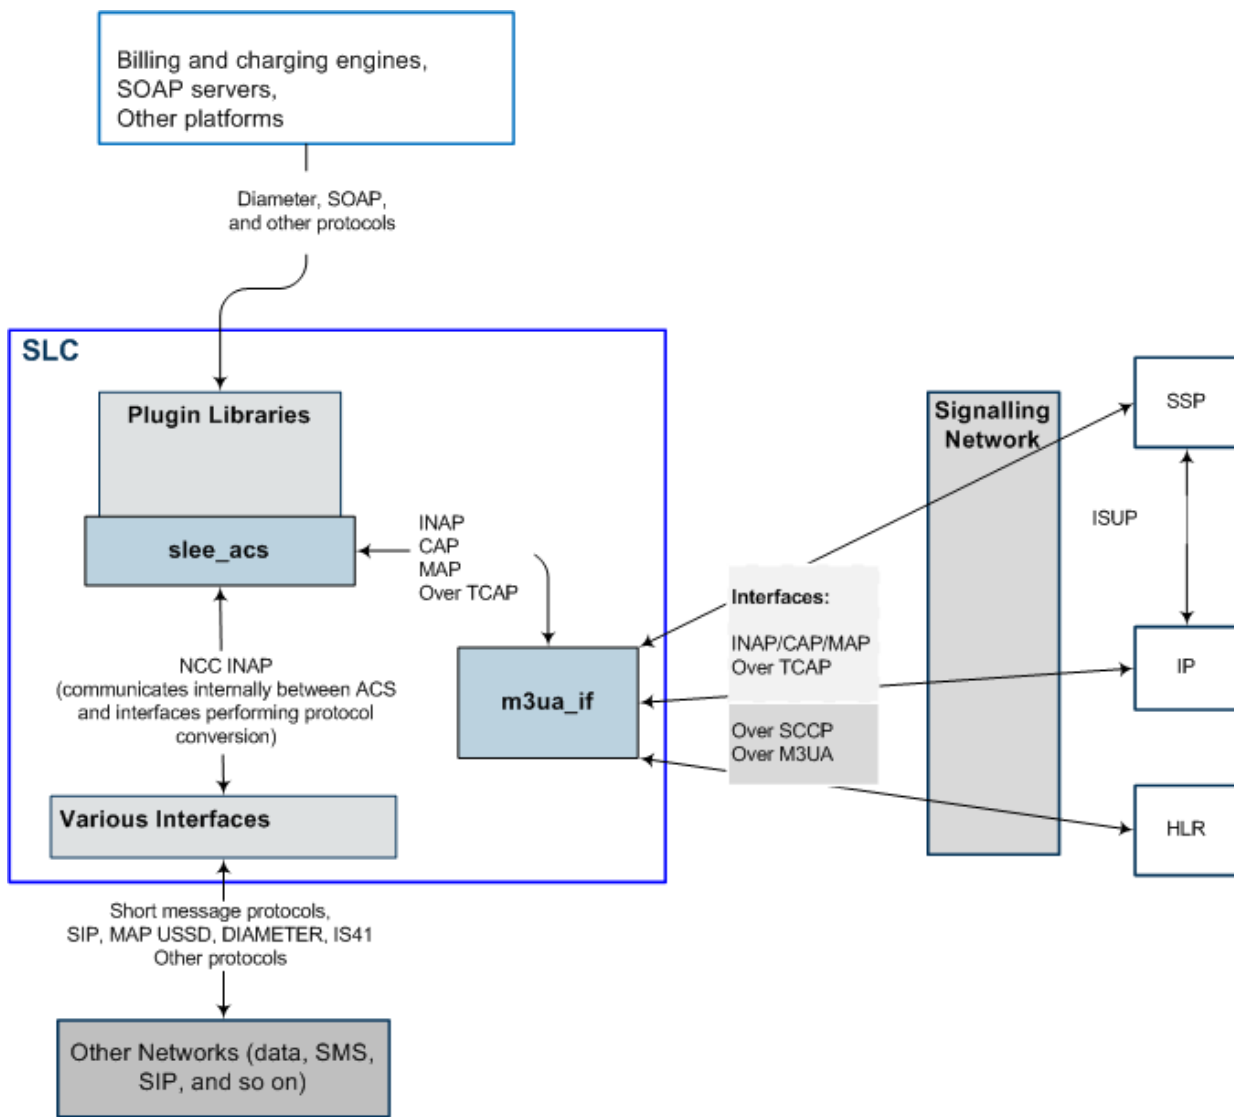 Billing and charging engines,
SOAP servers,
Other platforms
Diameter, SOAP,
and other protocols
SLC
Plugin Libraries
slee_acs
INAP
CAP
MAP
Over TCAP
NCC INAP
(communicates internally between ACS
and interfaces performing protocol
conversion)
m3ua_if
Various Interfaces
Short message protocols,
SIP, MAP USSD, DIAMETER, IS41
Other protocols
Other Networks (data, SMS,
SIP, and so on)
Interfaces:
INAP/CAP/MAP
Over TCAP
Over SCCP
Over M3UA
Signalling
Network
SSP
ISUP
IP
HLR